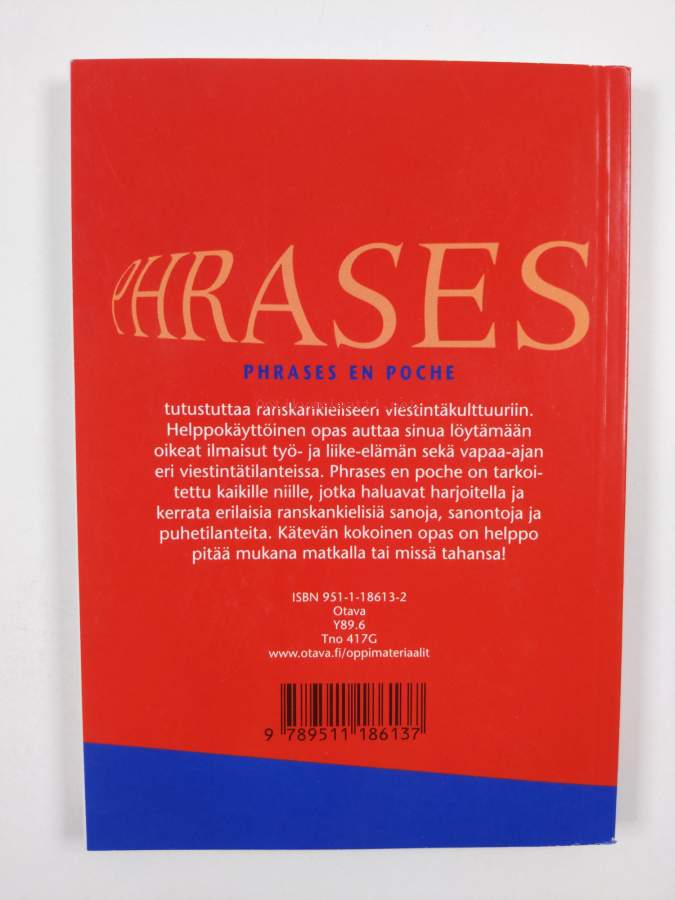 PHRASES
PHRASES EN POCHE
tutustuttaa ranskankieliseen viestintäkulttuuriin.
Helppokäyttöinen opas auttaa sinua löytämään
oikeat ilmaisut työ- ja liike-elämän sekä vapaa-ajan
eri viestintätilanteissa. Phrases en poche on tarkoi-
tettu kaikille niille, jotka haluavat harjoitella ja
kerrata erilaisia ranskankielisiä sanoja, sanontoja ja
puhetilanteita. Kätevän kokoinen opas on helppo
pitää mukana matkalla tai missä tahansa!
ISBN 951-1-18613-2
Otava
Y89.6
Tno 417G
www.otava.fi/oppimateriaalit
9 789511 186137